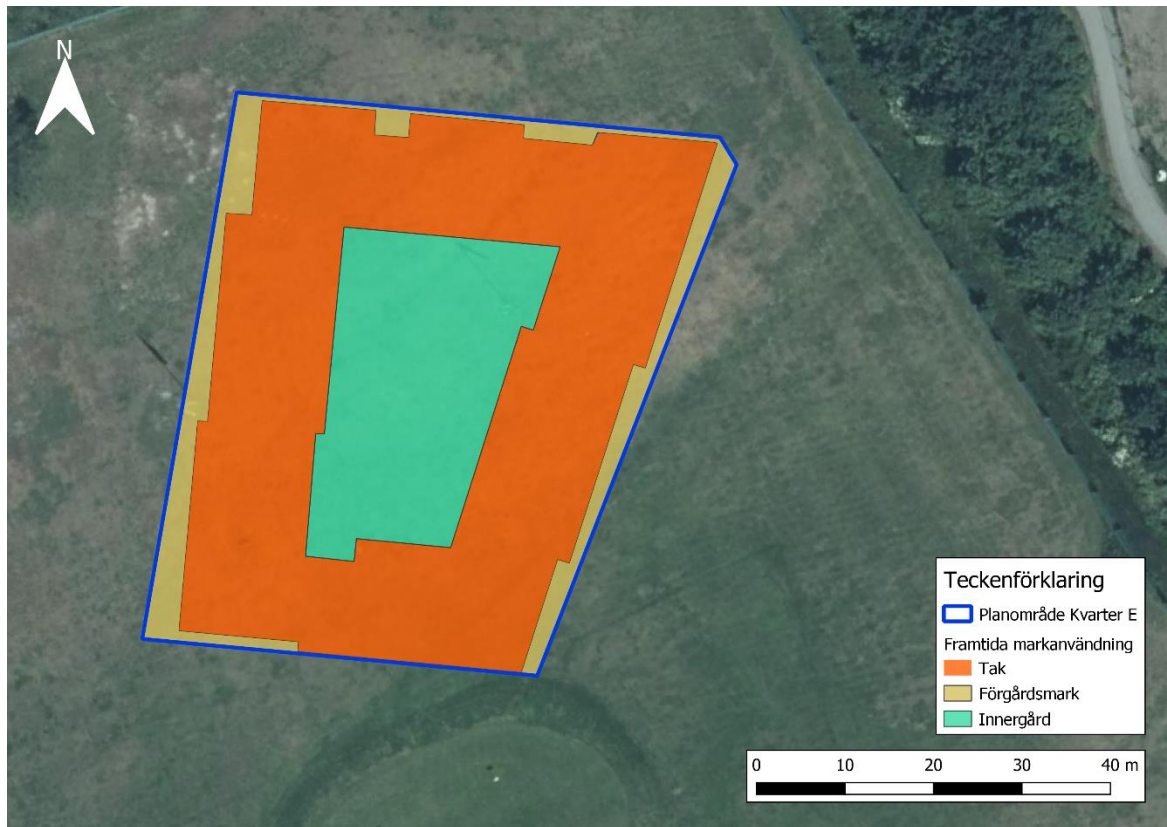 N
Teckenförklaring
Planområde Kvarter E
Framtida markanvändning
Tak
Förgårdsmark
Innergård
0 10 20 30 40 m